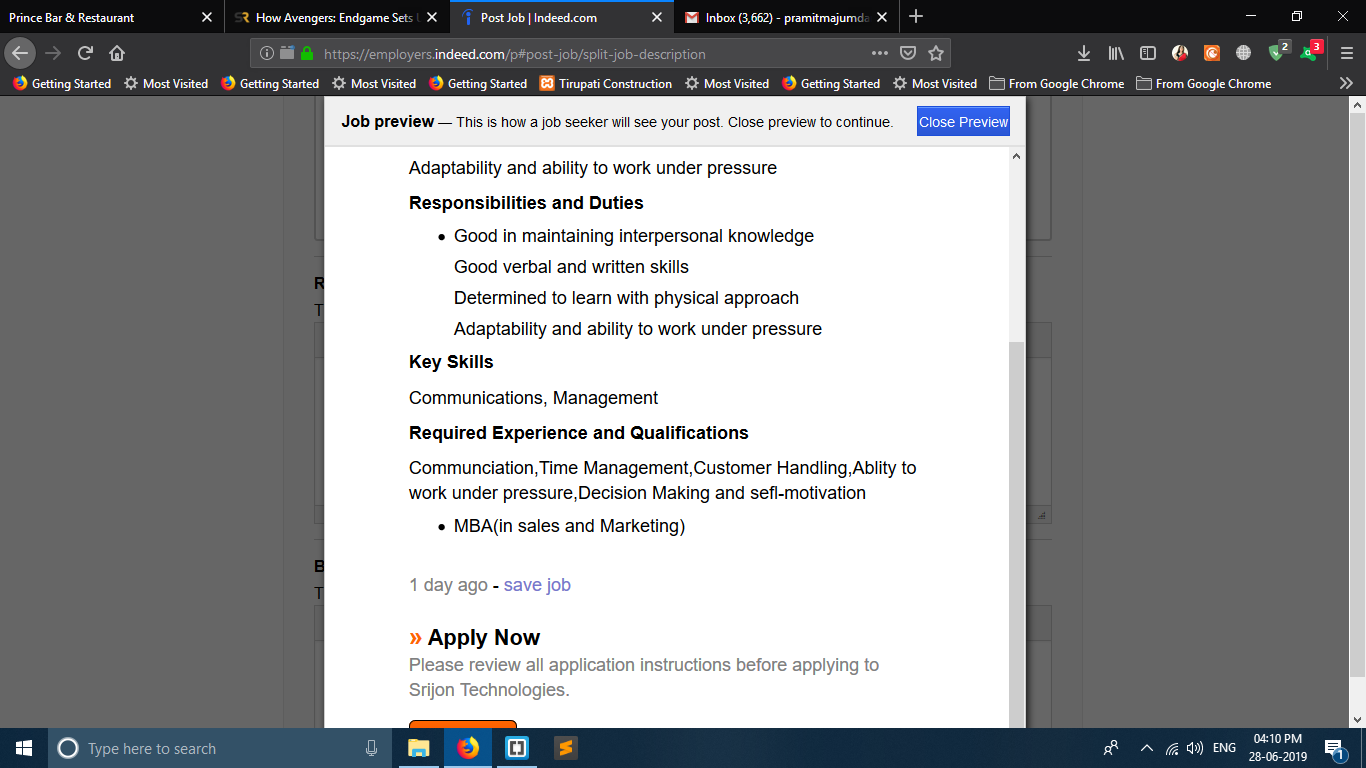 Prince Bar & Restaurant
How Avengers: Endgame Sets U
Post Job | Indeed.com
Inbox (3,662) - pramitmajumda
https://employers.indeed.com/p#post-job/split-job-description
2
3
Getting Started
Most Visited
Getting Started
Most Visited
Getting Started
Tirupati Construction
Most Visited
Getting Started
Most Visited
From Google Chrome
From Google Chrome
Job preview — This is how a job seeker will see your post. Close preview to continue.
Close Preview
Adaptability and ability to work under pressure
Responsibilities and Duties
• Good in maintaining interpersonal knowledge
Good verbal and written skills
Determined to learn with physical approach
Adaptability and ability to work under pressure
Key Skills
Communications, Management
Required Experience and Qualifications
Communciation,Time Management,Customer Handling,Ablity to
work under pressure,Decision Making and sefl-motivation
• MBA(in sales and Marketing)
1 day ago - save job
» Apply Now
Please review all application instructions before applying to
Srijon Technologies.
R
T
B
T
Type here to search
ENG
04:10 PM
28-06-2019
1